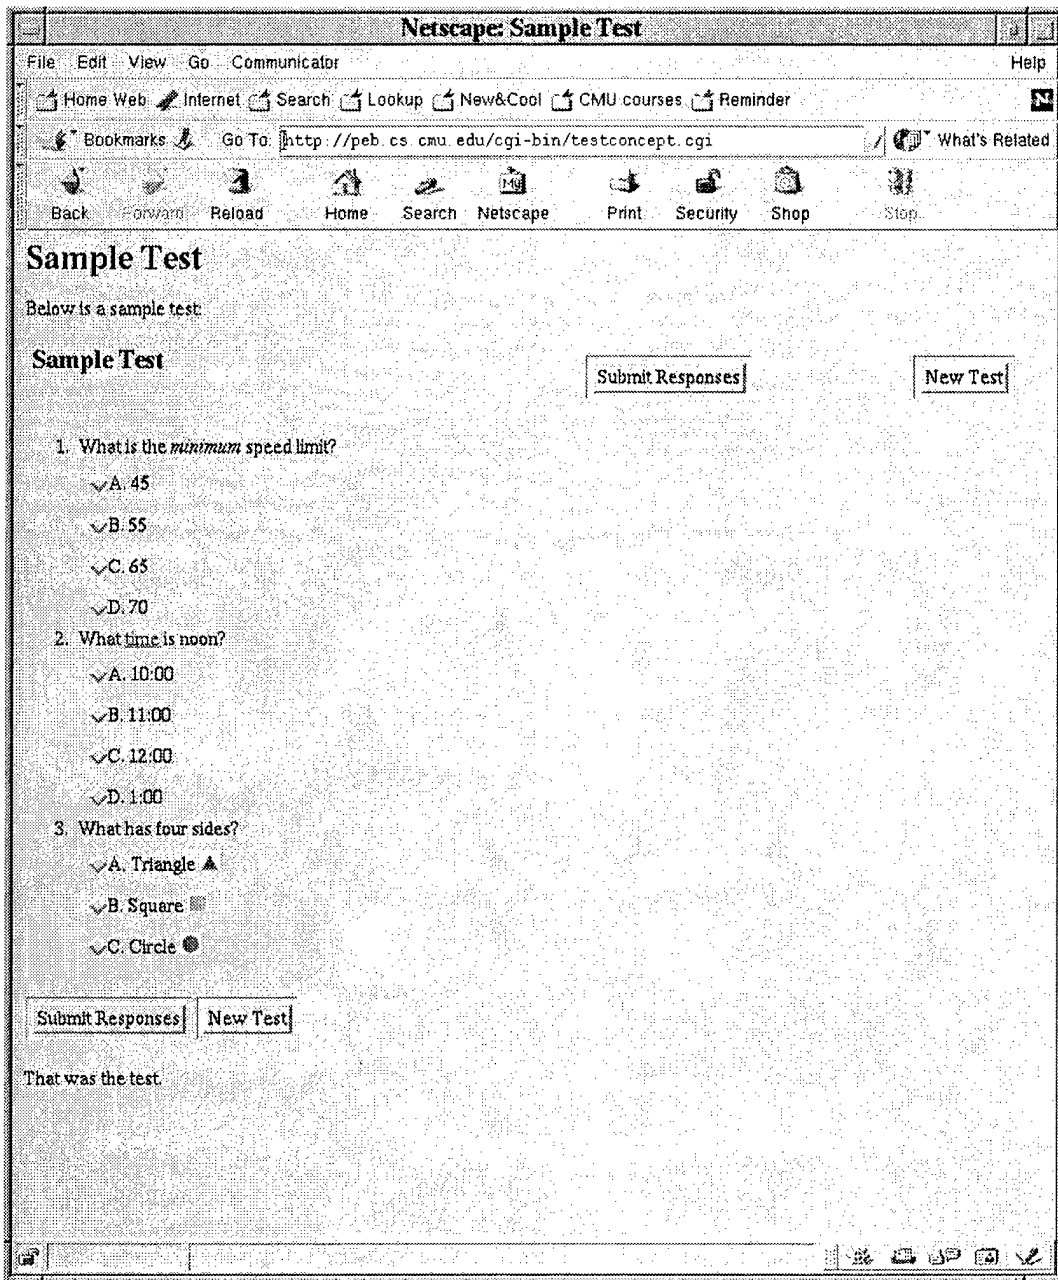 Netscape: Sample Test
File Edit View Go Communicator Help
Home Web Internet Search Lookup New&Cool CMU courses Reminder N
Bookmarks Go To: http://peb.cs.cmu.edu/cgi-bin/testconcept.cgi What's Related
My
Back Forward Reload Home Search Netscape Print Security Shop Stop
Sample Test
Below is a sample test:
Sample Test Submit Responses New Test
1. What is the minimum speed limit?
A. 45
B. 55
C. 65
D. 70
2. What time is noon?
A. 10:00
B. 11:00
C. 12:00
D. 1:00
3. What has four sides?
A. Triangle
B. Square
C. Circle
Submit Responses New Test
That was the test.